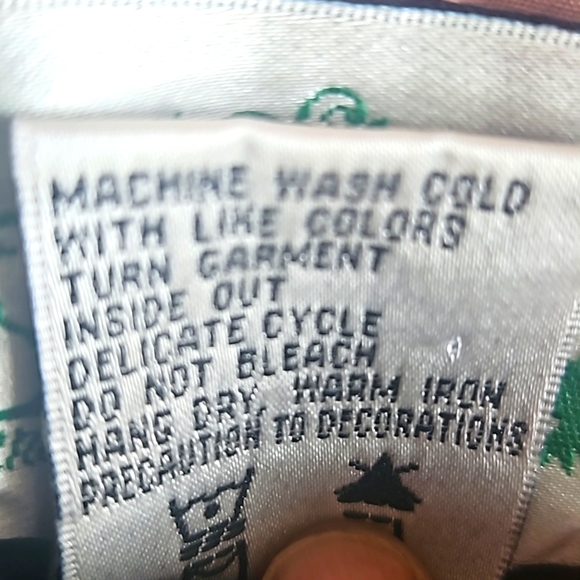 MACHINE WASH COLD
WITH LIKE COLORS
TURN GARMENT
INSIDE OUT
DELICATE CYCLE
DO NOT BLEACH
HANG DRY, WARM IRON
PRECAUTION TO DECORATIONS